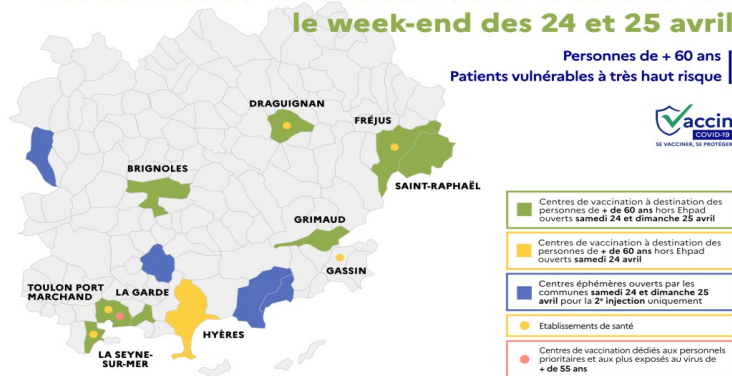 le week-end des 24 et 25 avril
Personnes de + 60 ans
Patients vulnérables à très haut risque
Vaccin
COVID-19
SE VACCINER, SE PROTÉGER
DRAGUIGNAN
FRÉJUS
BRIGNOLES
SAINT-RAPHAËL
GRIMAUD
GASSIN
TOULON PORT
MARCHAND
LA GARDE
HYÈRES
LA SEYNE-
SUR-MER
Centres de vaccination à destination des
personnes de + de 60 ans hors Ehpad
ouverts samedi 24 et dimanche 25 avril
Centres de vaccination à destination des
personnes de + de 60 ans hors Ehpad
ouverts samedi 24 avril
Centres éphémères ouverts par les
communes samedi 24 et dimanche 25
avril pour la 2e injection uniquement
Etablissements de santé
Centres de vaccination dédiés aux personnels
prioritaires et aux plus exposés au virus de
+ de 55 ans